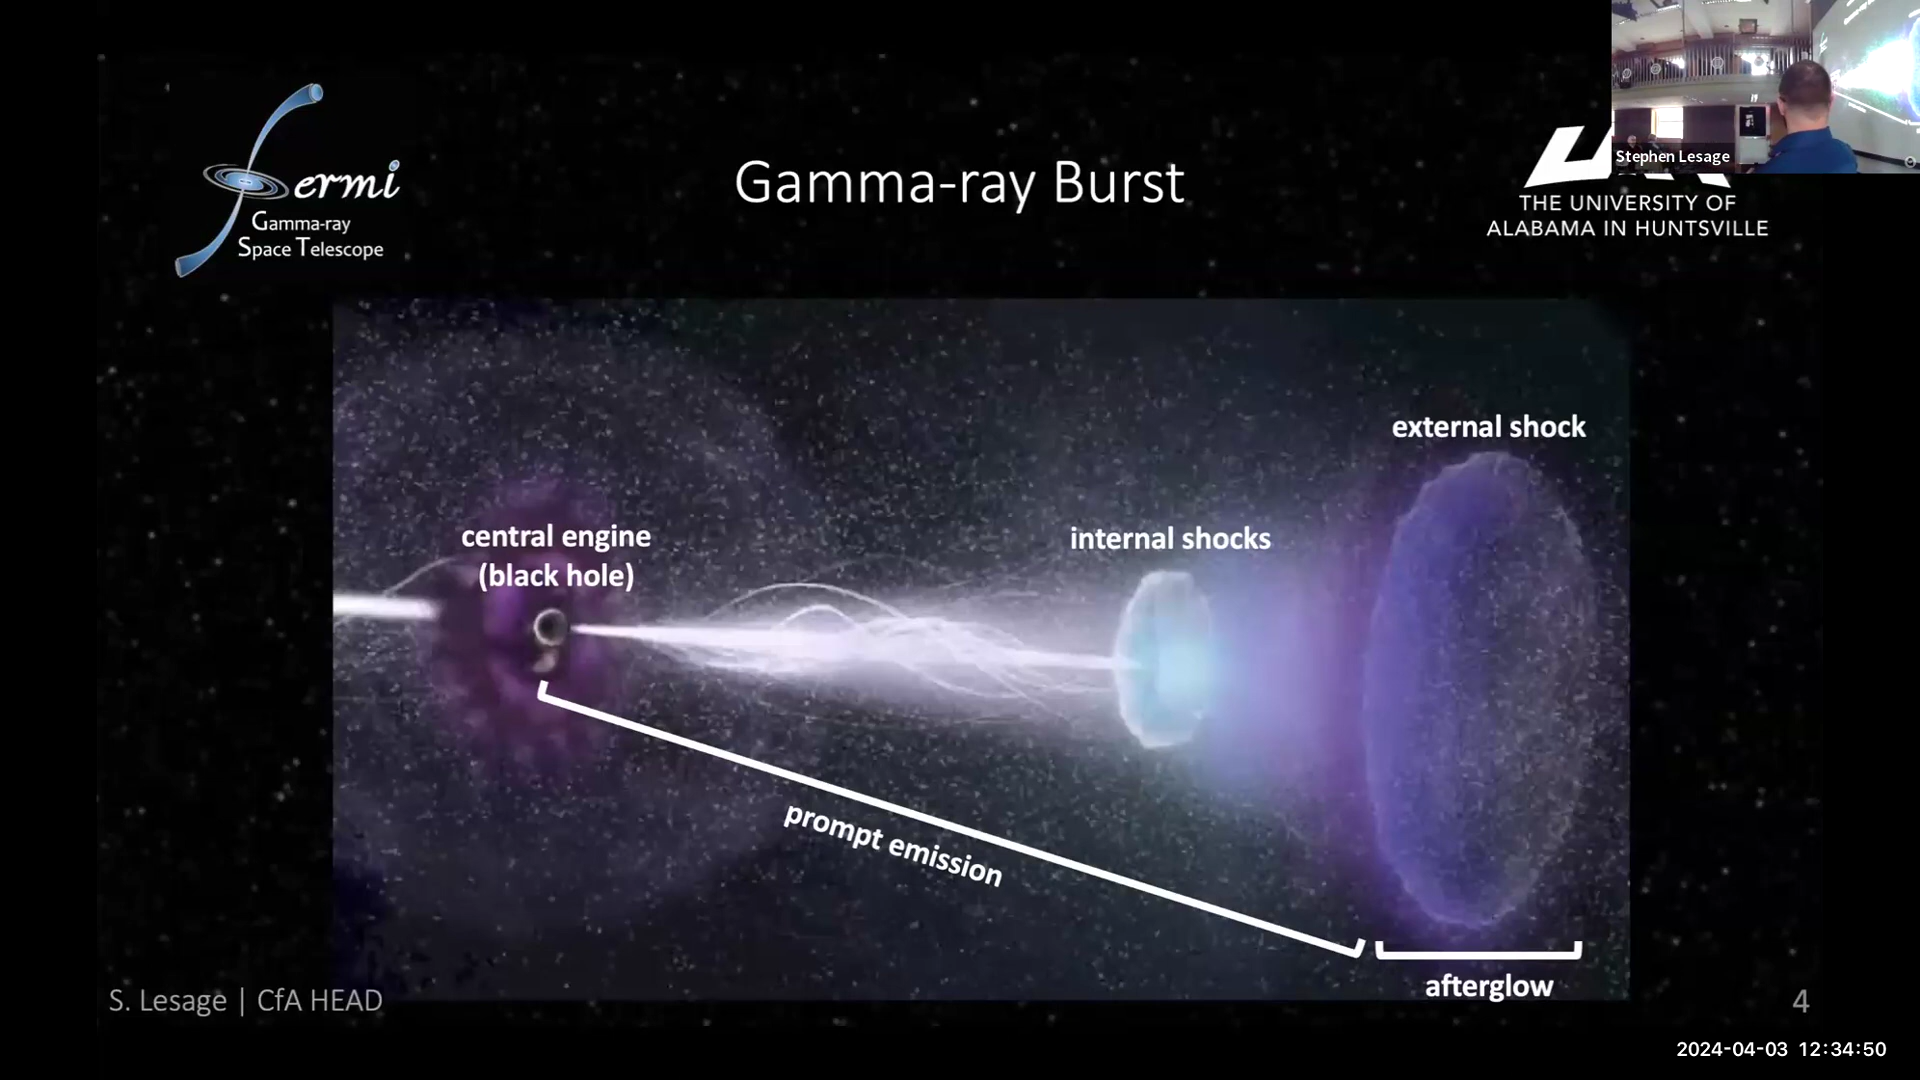 Fermi
Gamma-ray
Space Telescope
Gamma-ray Burst
Stephen Lesage
THE UNIVERSITY OF
ALABAMA IN HUNTSVILLE
external shock
central engine
(black hole)
internal shocks
prompt emission
afterglow
S. Lesage | CfA HEAD
4
2024-04-03 12:34:50